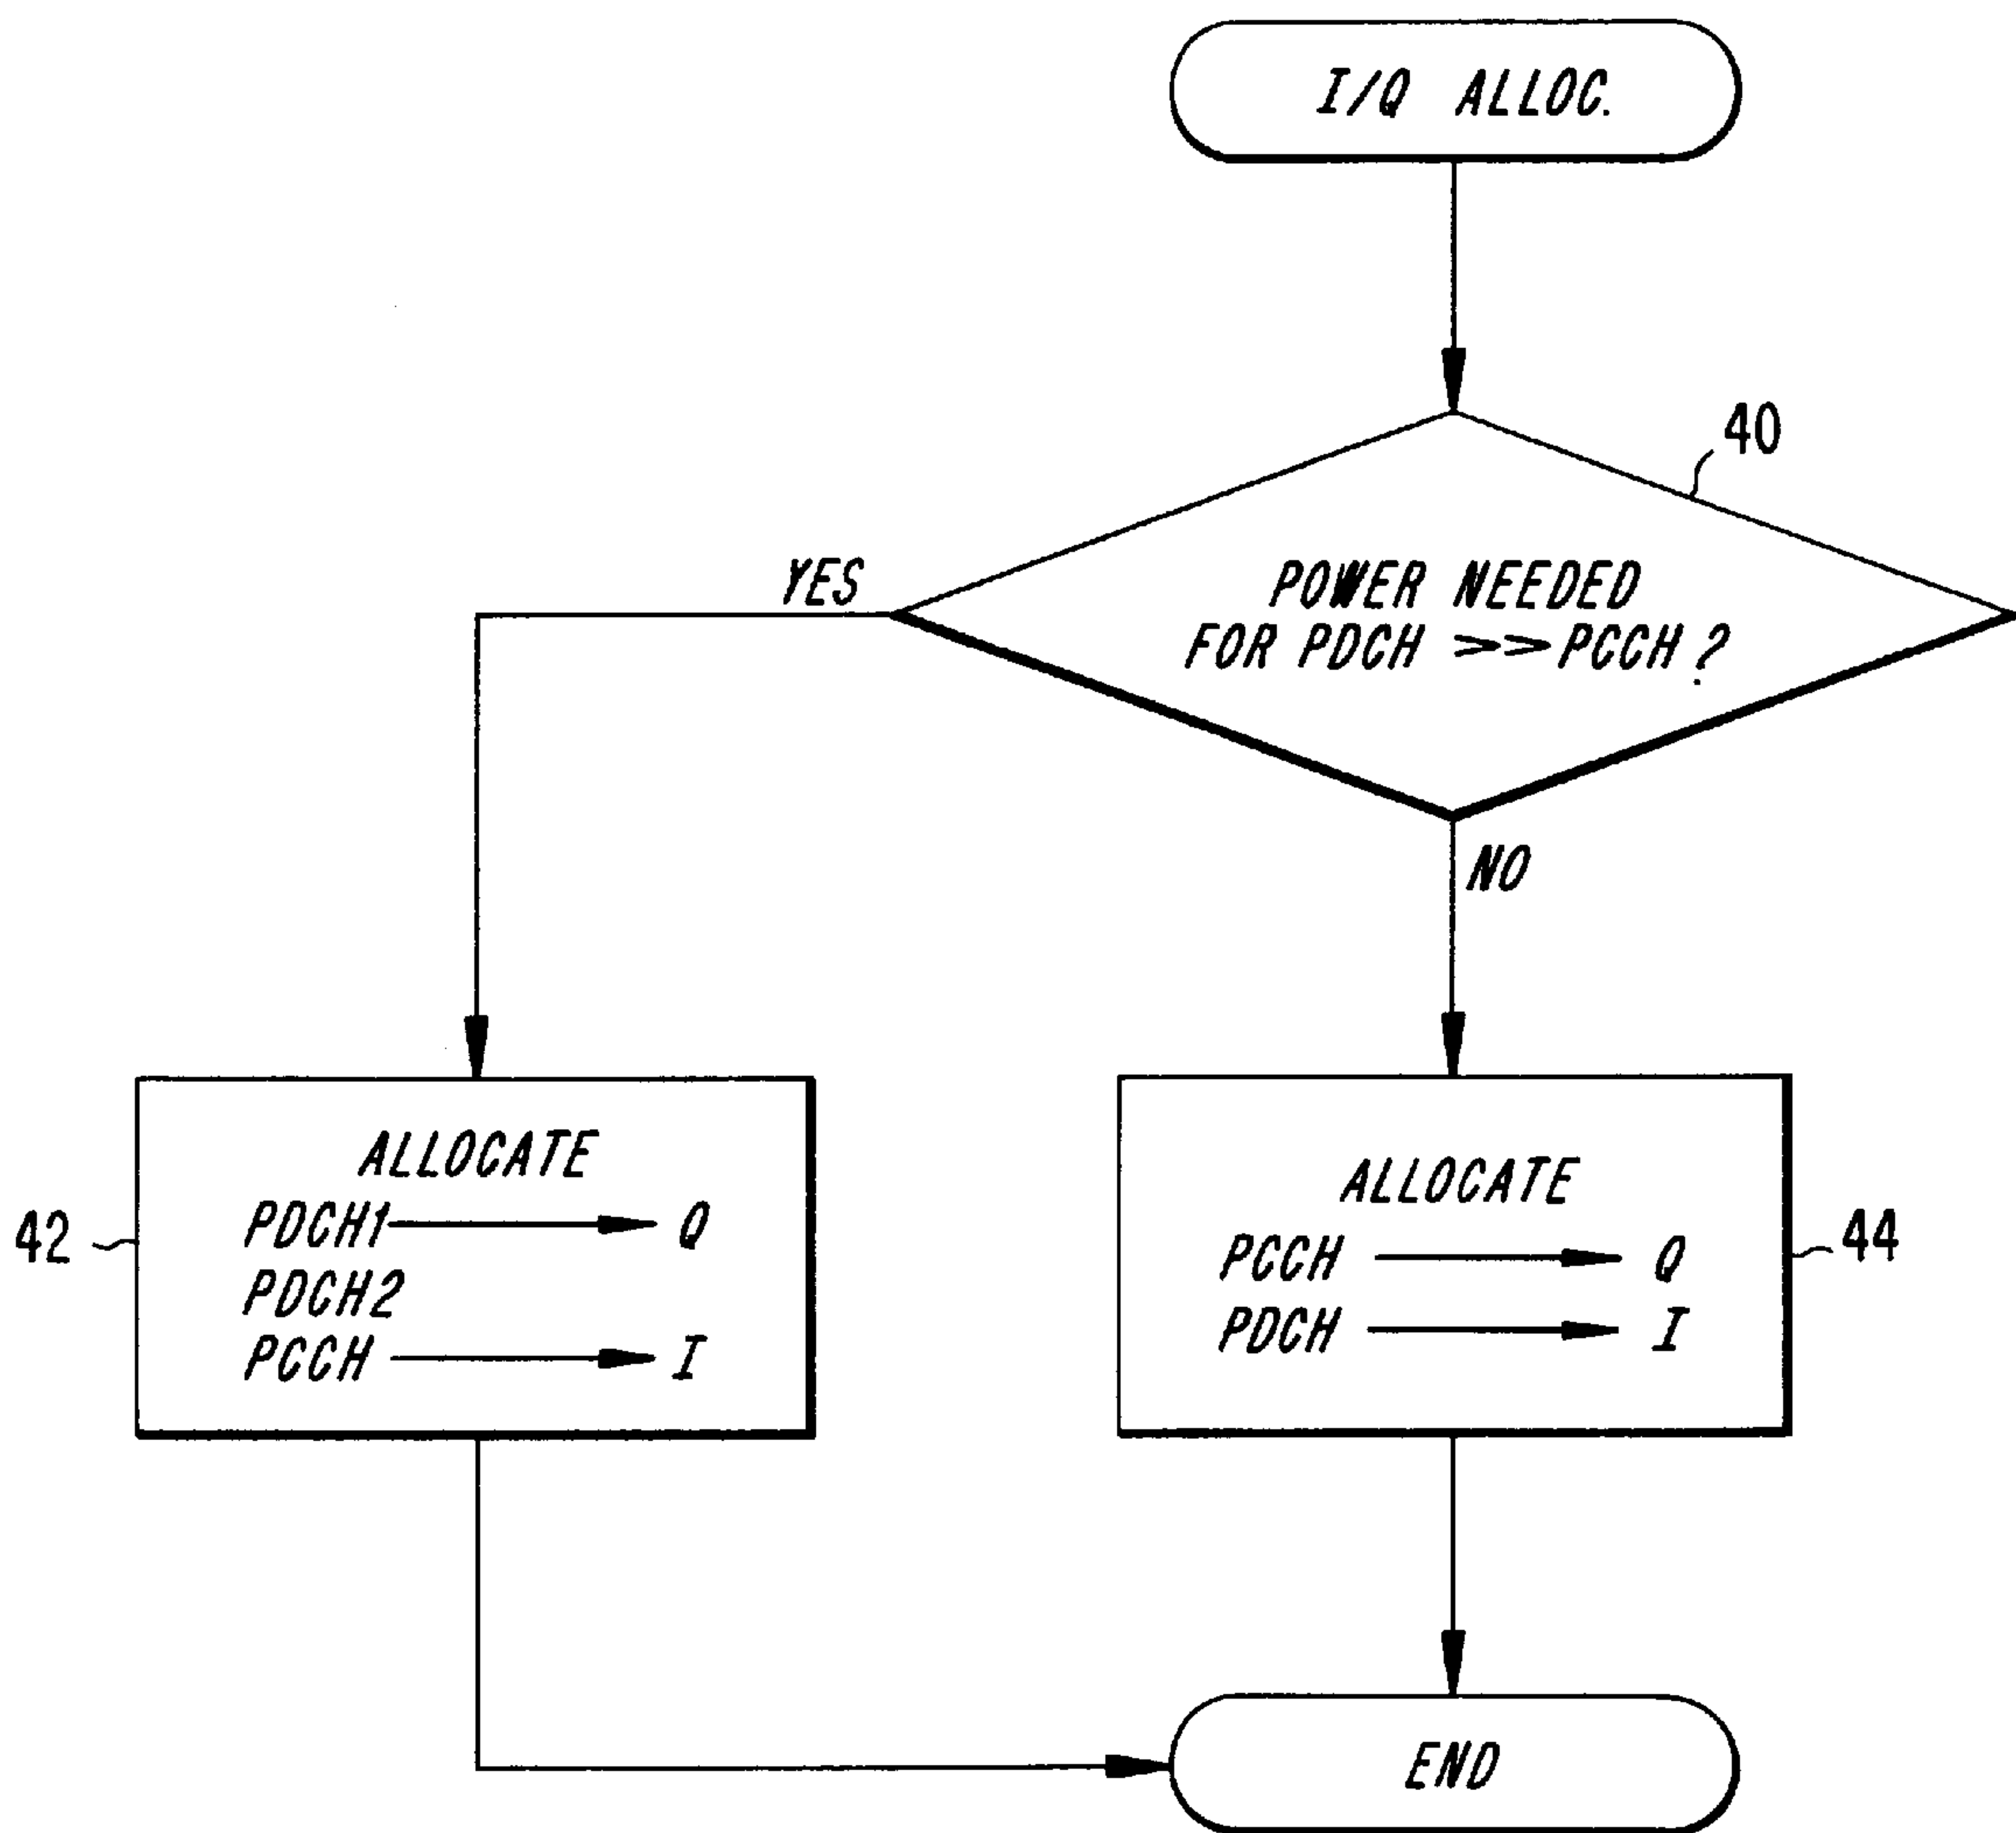 I/Q ALLOC.
40
POWER NEEDED
FOR PDCH >> PCCH?
YES
NO
42
ALLOCATE
PDCH1 → Q
PDCH2
PCCH → I
ALLOCATE
PCCH → Q
PDCH → I
44
END